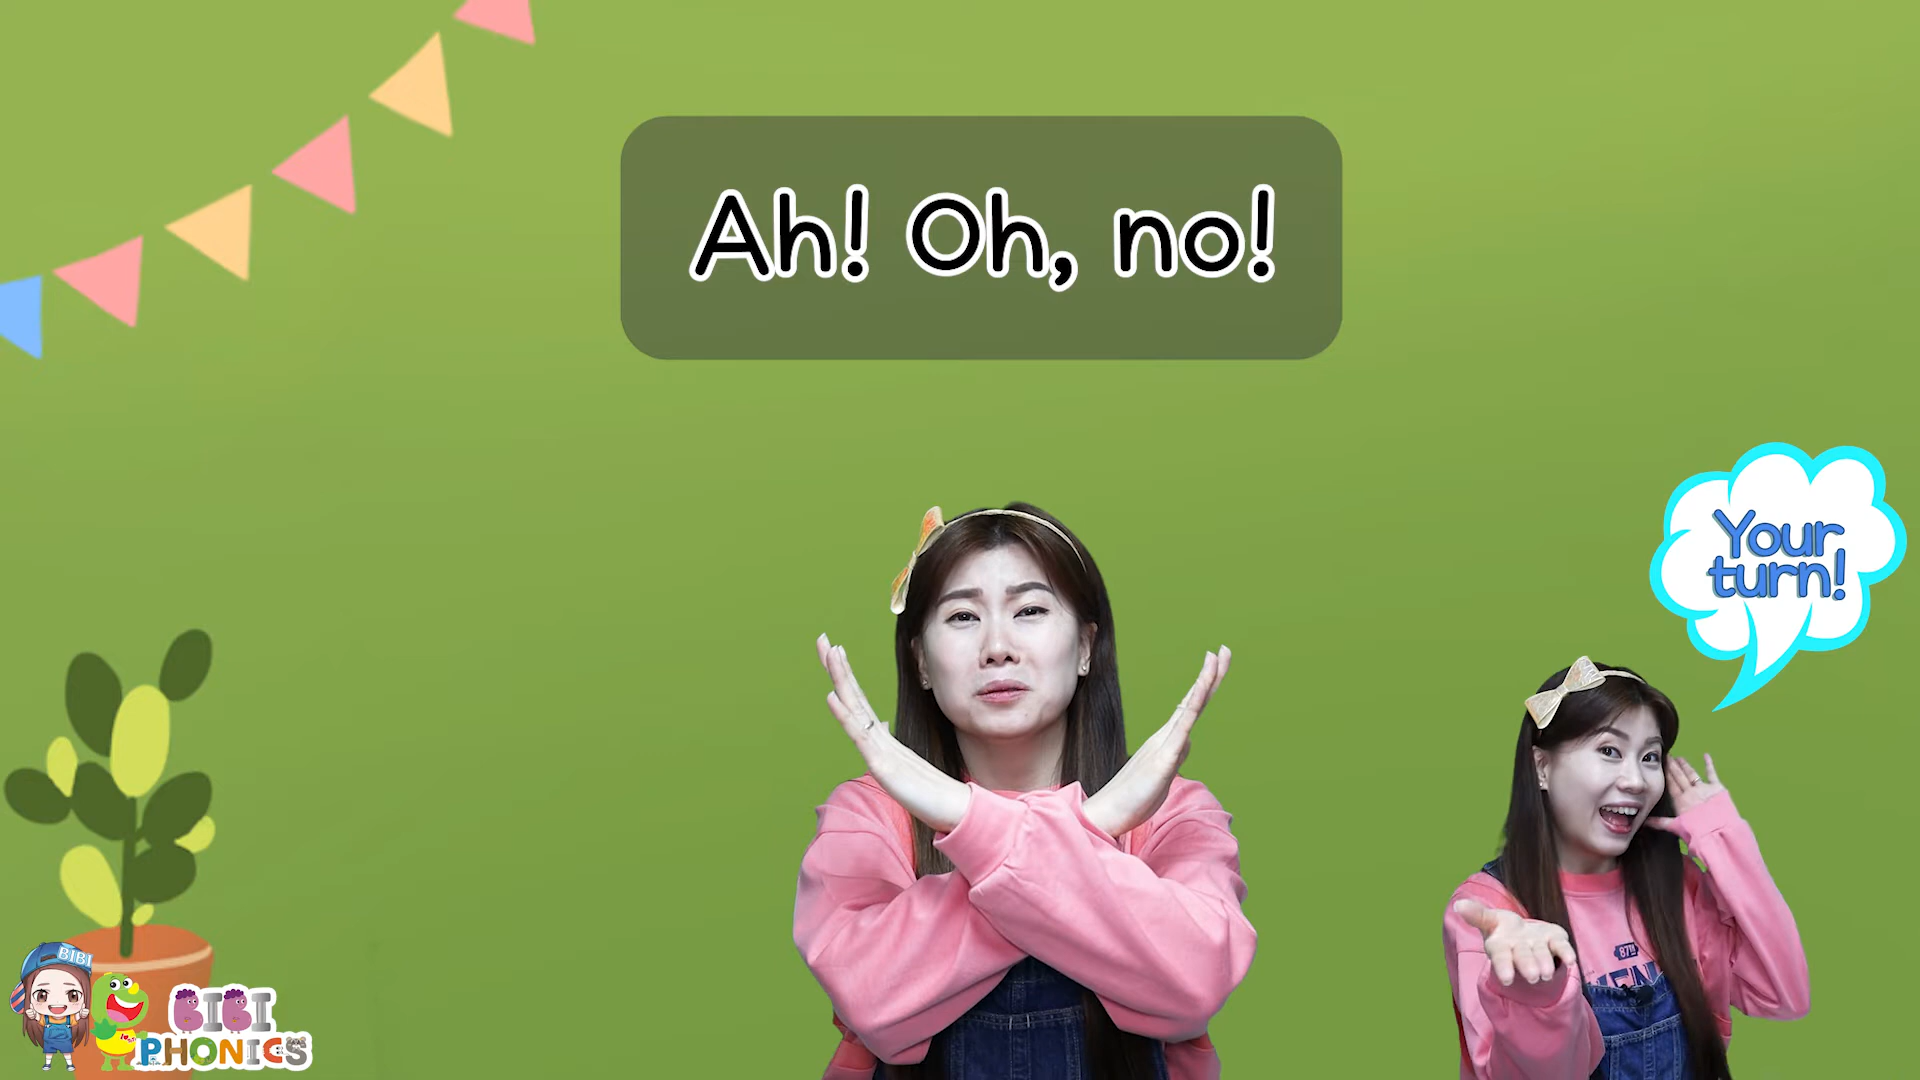 Ah! Oh, no!
Your
turn!
BIBI
BIBI
PHONICS